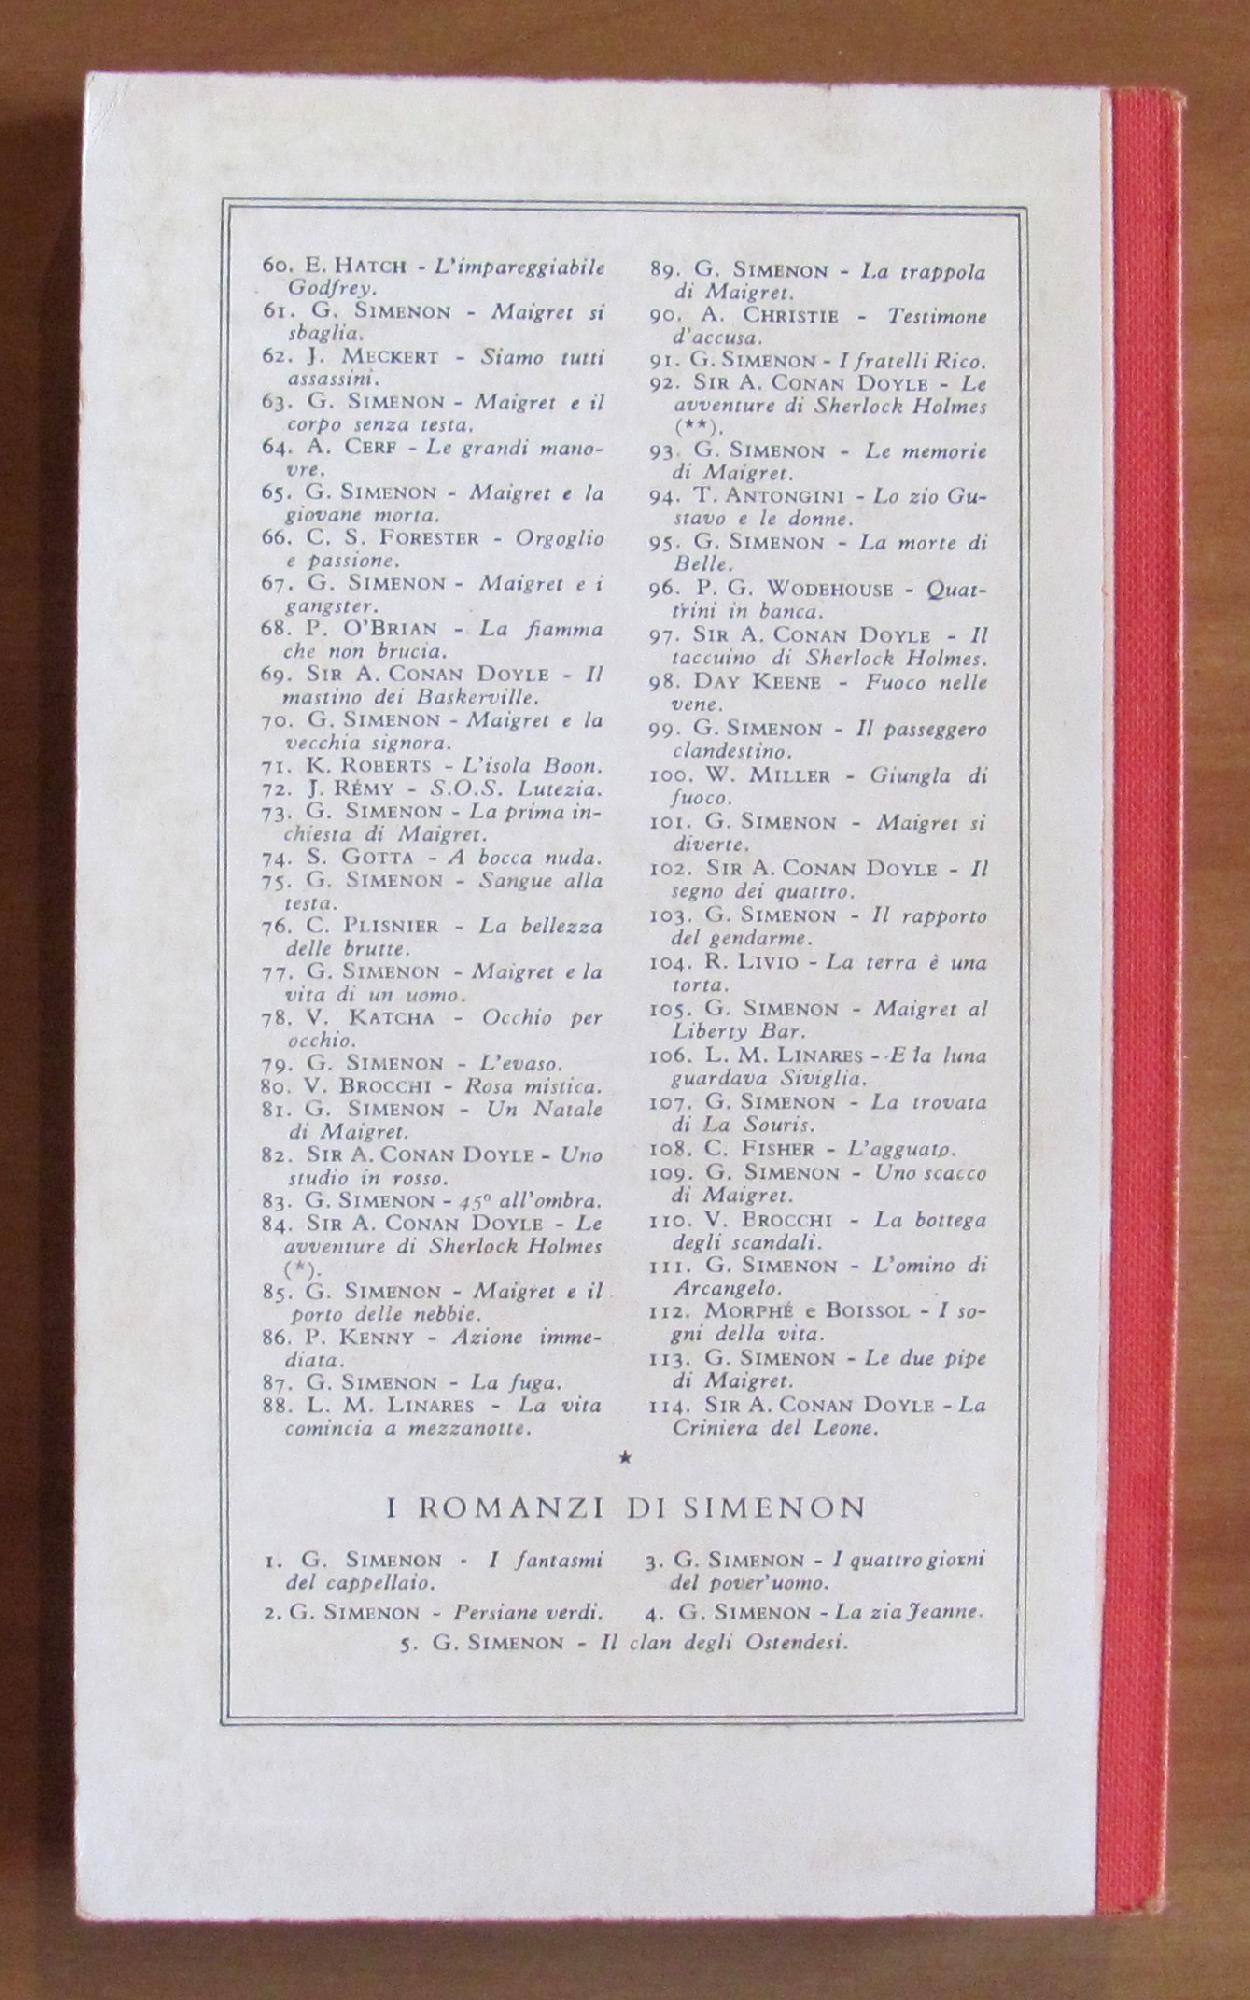 60. E. HATCH - L'impareggiabile
Godfrey.
61. G. SIMENON - Maigret si
sbaglia.
62. J. MECKERT - Siamo tutti
assassini.
63. G. SIMENON - Maigret e il
corpo senza testa.
64. A. CERF - Le grandi mano-
vre.
65. G. SIMENON - Maigret e la
giovane morta.
66. C. S. FORESTER - Orgoglio
e passione.
67. G. SIMENON - Maigret e i
gangster.
68. P. O'BRIAN - La fiamma
che non brucia.
69. SIR A. CONAN DOYLE - Il
mastino dei Baskerville.
70. G. SIMENON - Maigret e la
vecchia signora.
71. K. ROBERTS - L'isola Boon.
72. J. RÉMY - S.O.S. Lutezia.
73. G. SIMENON - La prima in-
chiesta di Maigret.
74. S. GOTTA - A bocca nuda.
75. G. SIMENON - Sangue alla
testa.
76. C. PLISNIER - La bellezza
delle brutte.
77. G. SIMENON - Maigret e la
vita di un uomo.
78. V. KATCHA - Occhio per
occhio.
79. G. SIMENON - L'evaso.
80. V. BROCCHI - Rosa mistica.
81. G. SIMENON - Un Natale
di Maigret.
82. SIR A. CONAN DOYLE - Uno
studio in rosso.
83. G. SIMENON - 45° all'ombra.
84. SIR A. CONAN DOYLE - Le
avventure di Sherlock Holmes
(*).
85. G. SIMENON - Maigret e il
porto delle nebbie.
86. P. KENNY - Azione imme-
diata.
87. G. SIMENON - La fuga.
88. L. M. LINARES - La vita
comincia a mezzanotte.
89. G. SIMENON - La trappola
di Maigret.
90. A. CHRISTIE - Testimone
d'accusa.
91. G. SIMENON - I fratelli Rico.
92. SIR A. CONAN DOYLE - Le
avventure di Sherlock Holmes
(**).
93. G. SIMENON - Le memorie
di Maigret.
94. T. ANTONGINI - Lo zio Gu-
stavo e le donne.
95. G. SIMENON - La morte di
Belle.
96. P. G. WODEHOUSE - Quat-
trini in banca.
97. SIR A. CONAN DOYLE - Il
taccuino di Sherlock Holmes.
98. DAY KEENE - Fuoco nelle
vene.
99. G. SIMENON - Il passeggero
clandestino.
100. W. MILLER - Giungla di
fuoco.
101. G. SIMENON - Maigret si
diverte.
102. SIR A. CONAN DOYLE - Il
segno dei quattro.
103. G. SIMENON - Il rapporto
del gendarme.
104. R. LIVIO - La terra è una
torta.
105. G. SIMENON - Maigret al
Liberty Bar.
106. L. M. LINARES - E la luna
guardava Siviglia.
107. G. SIMENON - La trovata
di La Souris.
108. C. FISHER - L'agguato.
109. G. SIMENON - Uno scacco
di Maigret.
110. V. BROCCHI - La bottega
degli scandali.
111. G. SIMENON - L'omino di
Arcangelo.
112. MORPHÉ e BOISSOL - I so-
gni della vita.
113. G. SIMENON - Le due pipe
di Maigret.
114. SIR A. CONAN DOYLE - La
Criniera del Leone.
★
I ROMANZI DI SIMENON
1. G. SIMENON - I fantasmi
del cappellaio.
2. G. SIMENON - Persiane verdi.
3. G. SIMENON - I quattro giorni
del pover'uomo.
4. G. SIMENON - La zia Jeanne.
5. G. SIMENON - Il clan degli Ostendesi.